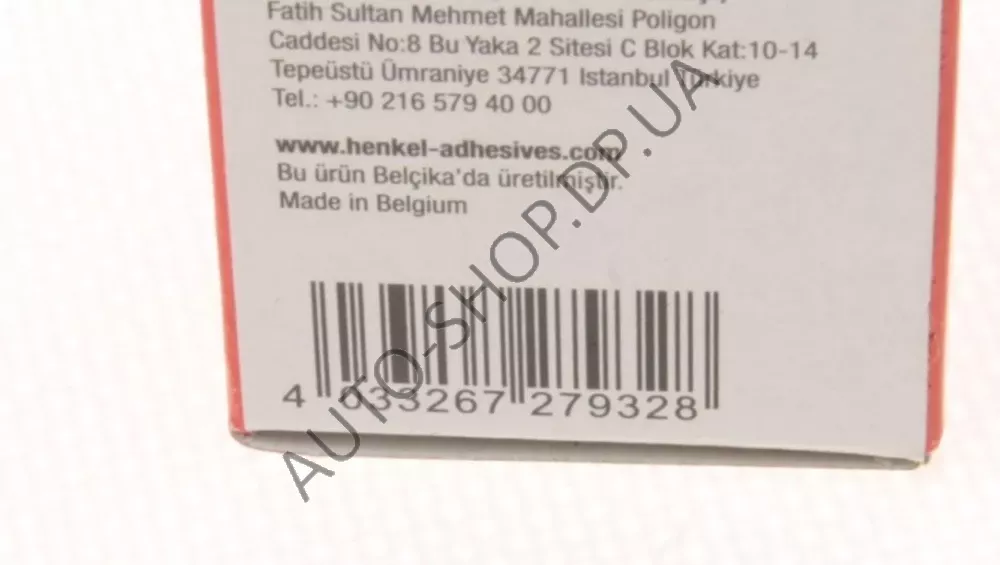 Fatih Sultan Mehmet Mahallesi Poligon
Caddesi No:8 Bu Yaka 2 Sitesi C Blok Kat:10-14
Tepeüstü Ümraniye 34771 Istanbul Türkiye
Tel.: +90 216 579 40 00
www.henkel-adhesives.com
Bu ürün Belçika'da üretilmiştir.
Made in Belgium
AUTO-SHOP.DP.UA
4 033267 279328